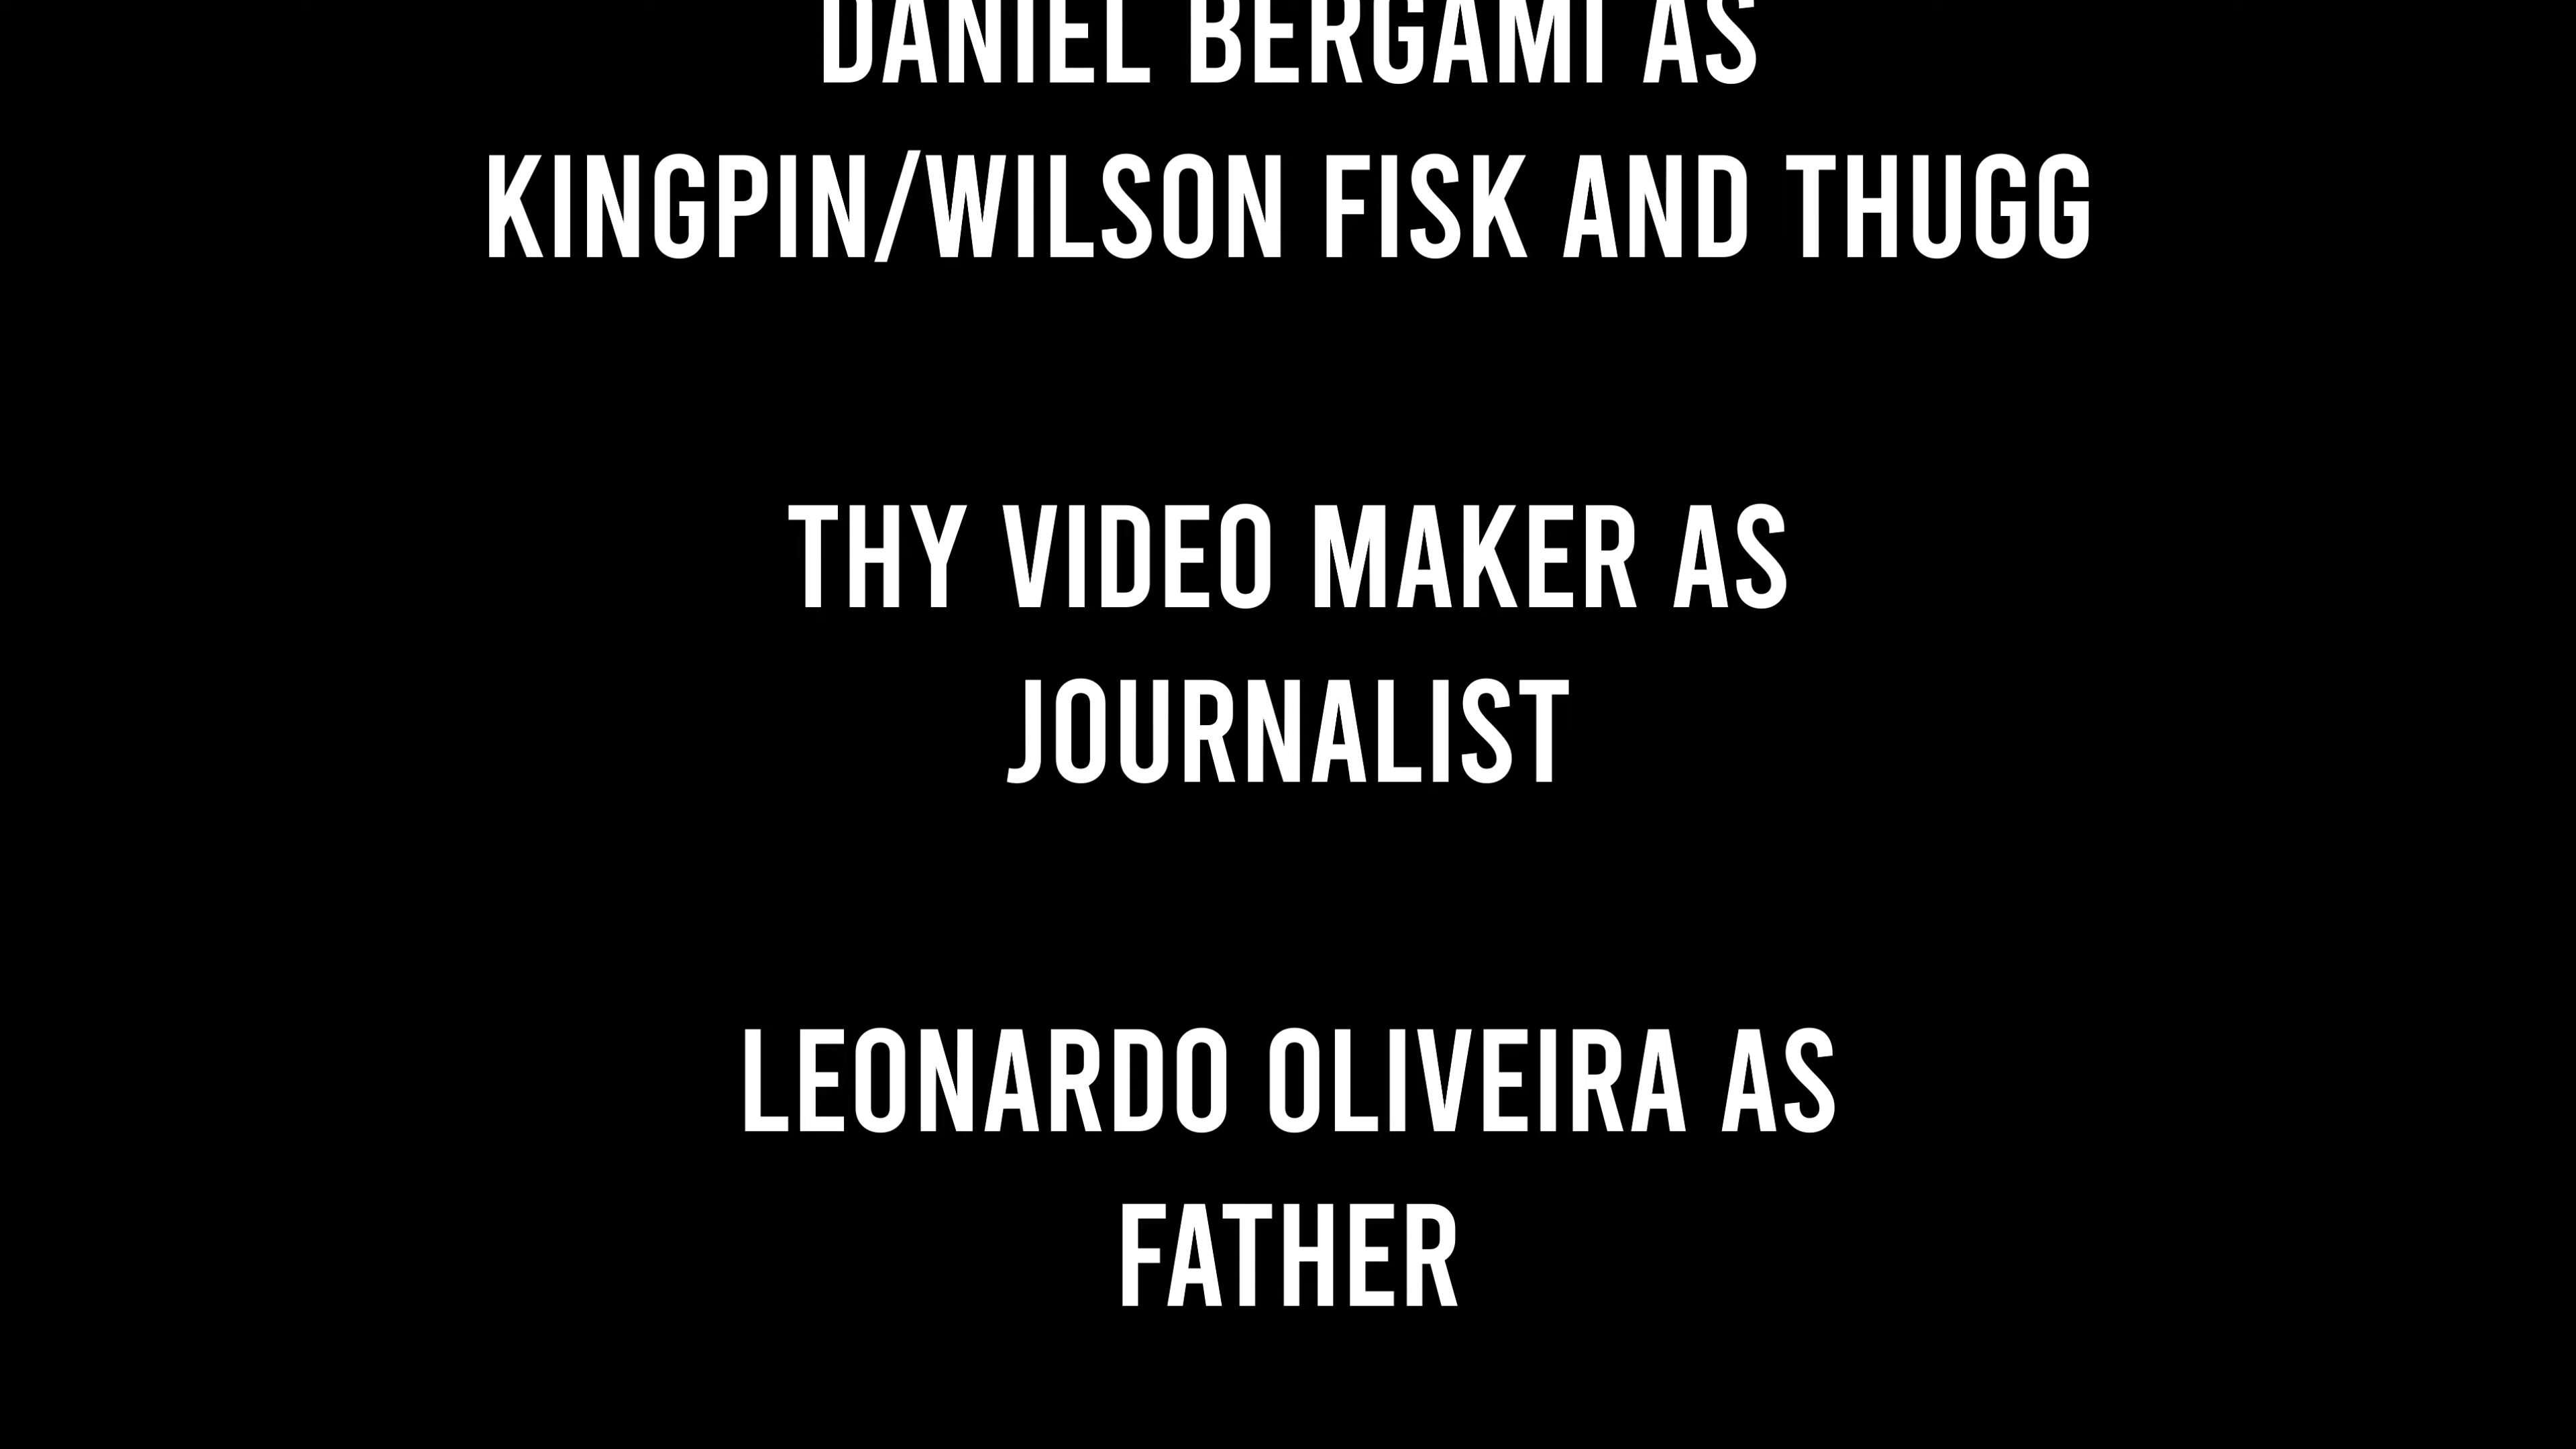 DANIEL BERGAMI AS
KINGPIN/WILSON FISK AND THUGG
THY VIDEO MAKER AS
JOURNALIST
LEONARDO OLIVEIRA AS
FATHER